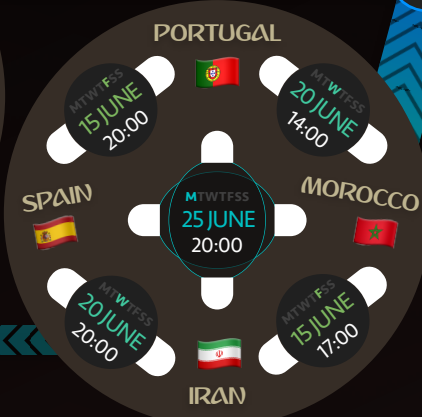 PORTUGAL
MTWTFSS
15 JUNE
20:00
MTWTFSS
20 JUNE
14:00
SPAIN
MTWTFSS
25 JUNE
20:00
MOROCCO
MTWTFSS
20 JUNE
20:00
MTWTFSS
15 JUNE
17:00
IRAN